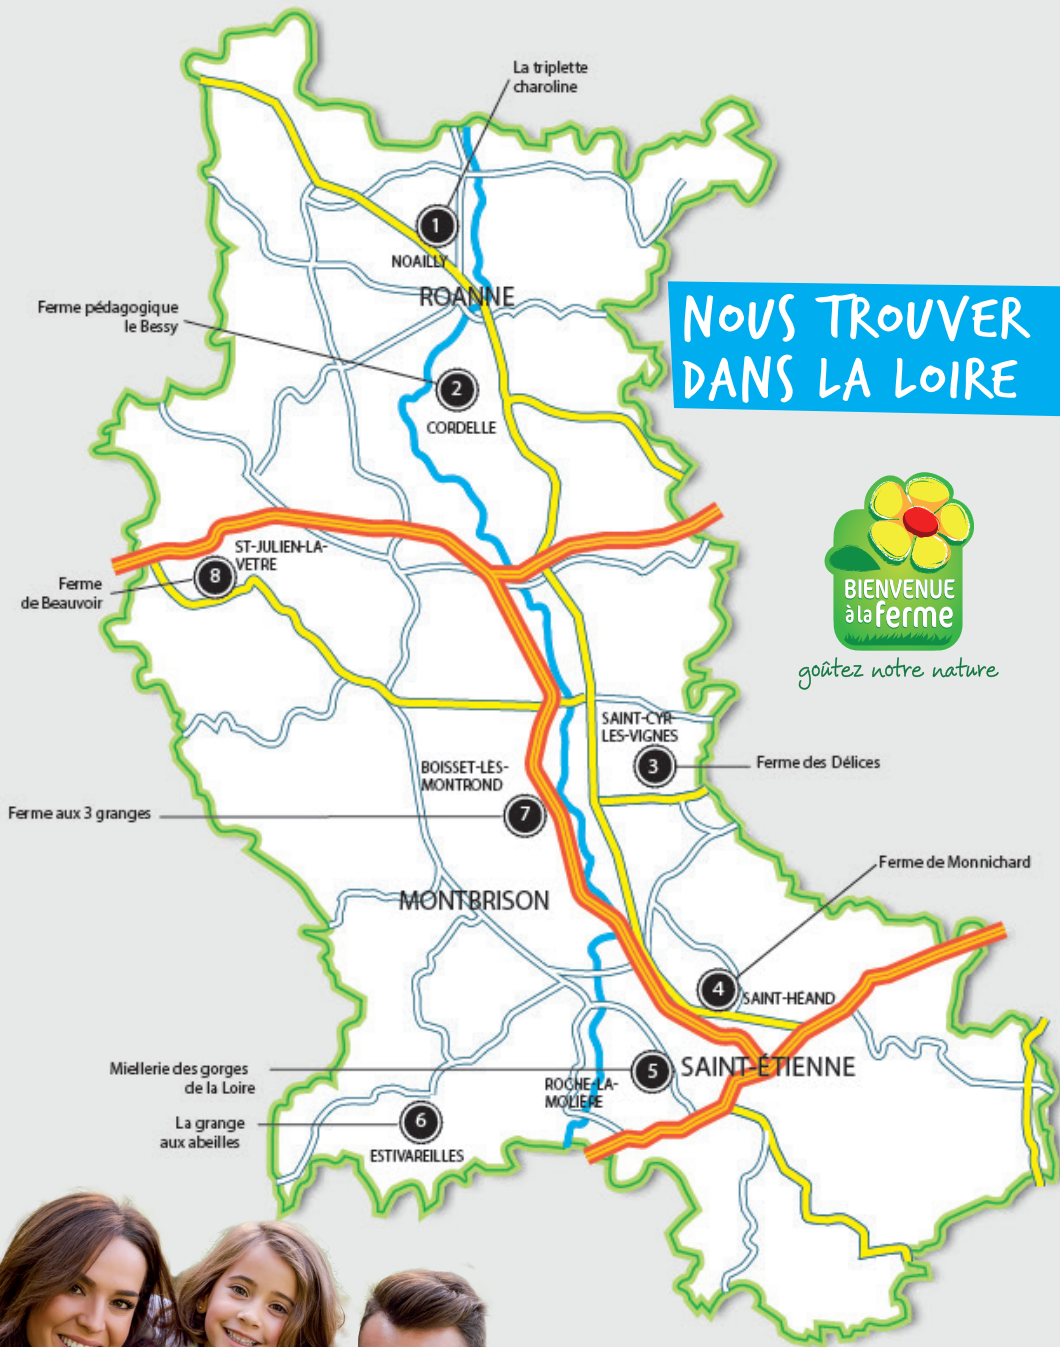 La triplette
charoline
1
NOAILLY
ROANNE
Ferme pédagogique
le Bessy
2
CORDELLE
NOUS TROUVER
DANS LA LOIRE
BIENVENUE
à la ferme
goûtez notre nature
ST-JULIEN-LA-
VETRE
8
Ferme
de Beauvoir
SAINT-CYR-
LES-VIGNES
3
Ferme des Délices
BOISSET-LÈS-
MONTROND
7
Ferme aux 3 granges
MONTBRISON
Ferme de Monnichard
4
SAINT-HÉAND
Miellerie des gorges
de la Loire
5
SAINT-ÉTIENNE
ROCHE-LA-
MOLIÈRE
La grange
aux abeilles
6
ESTIVAREILLES